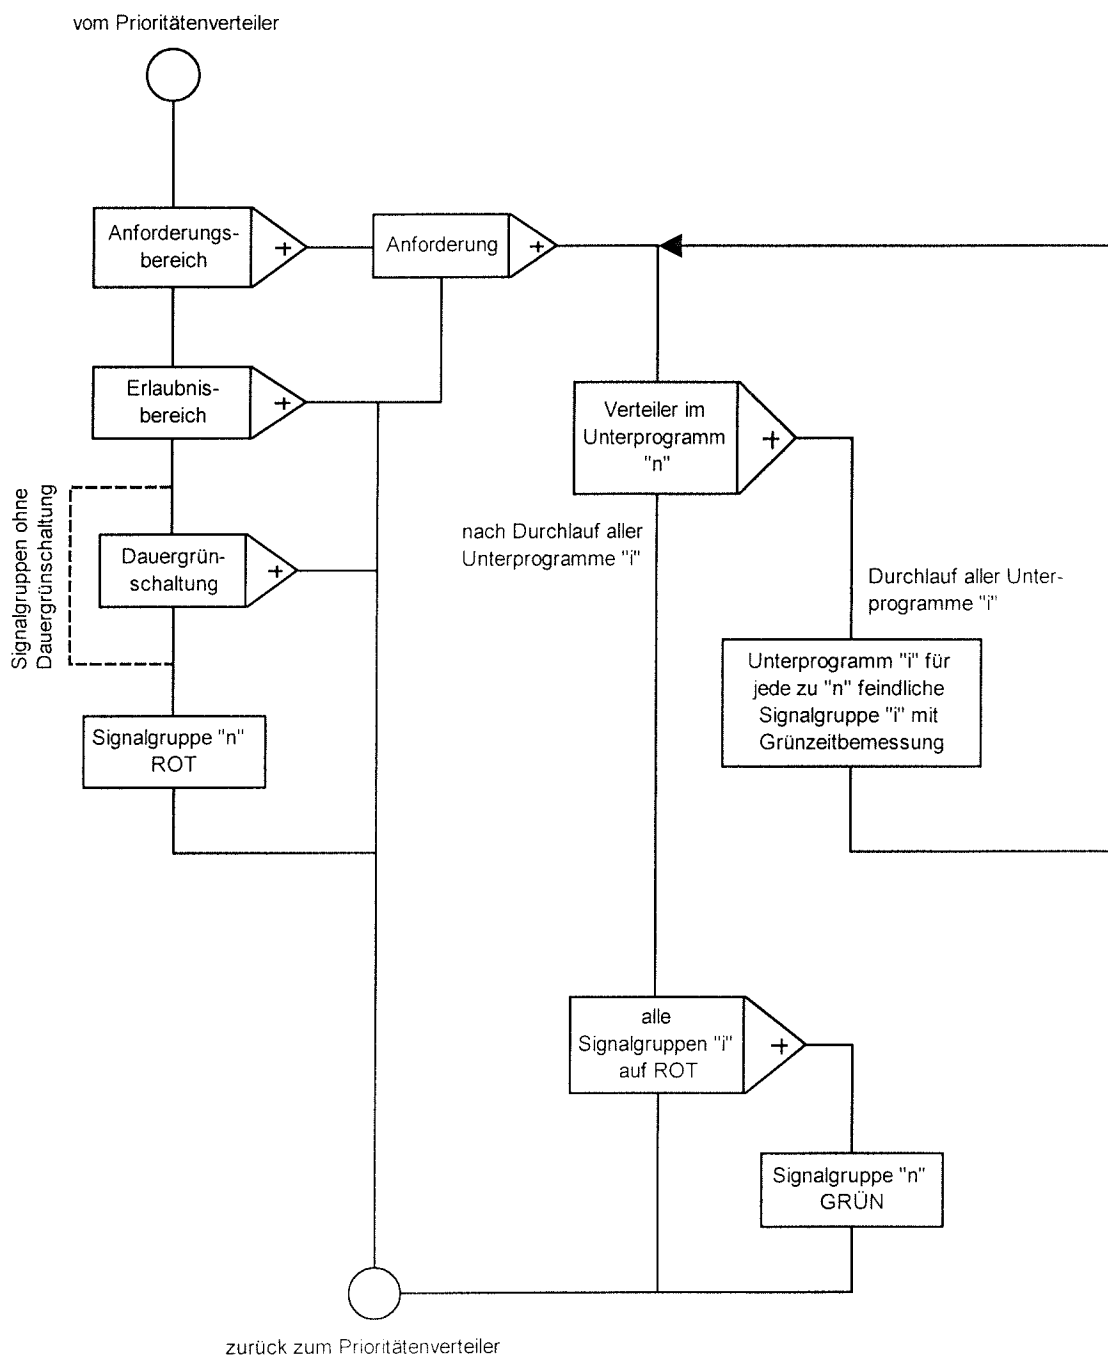 vom Prioritätenverteiler
Anforderungs-
bereich
+
Anforderung
+
Erlaubnis-
bereich
+
Verteiler im
Unterprogramm
"n"
+
Signalgruppen ohne
Dauergrünschaltung
Dauergrün-
schaltung
+
nach Durchlauf aller
Unterprogramme "i"
Durchlauf aller Unter-
programme "i"
Unterprogramm "i" für
jede zu "n" feindliche
Signalgruppe "i" mit
Grünzeitbemessung
Signalgruppe "n"
ROT
alle
Signalgruppen "i"
auf ROT
+
Signalgruppe "n"
GRÜN
zurück zum Prioritätenverteiler